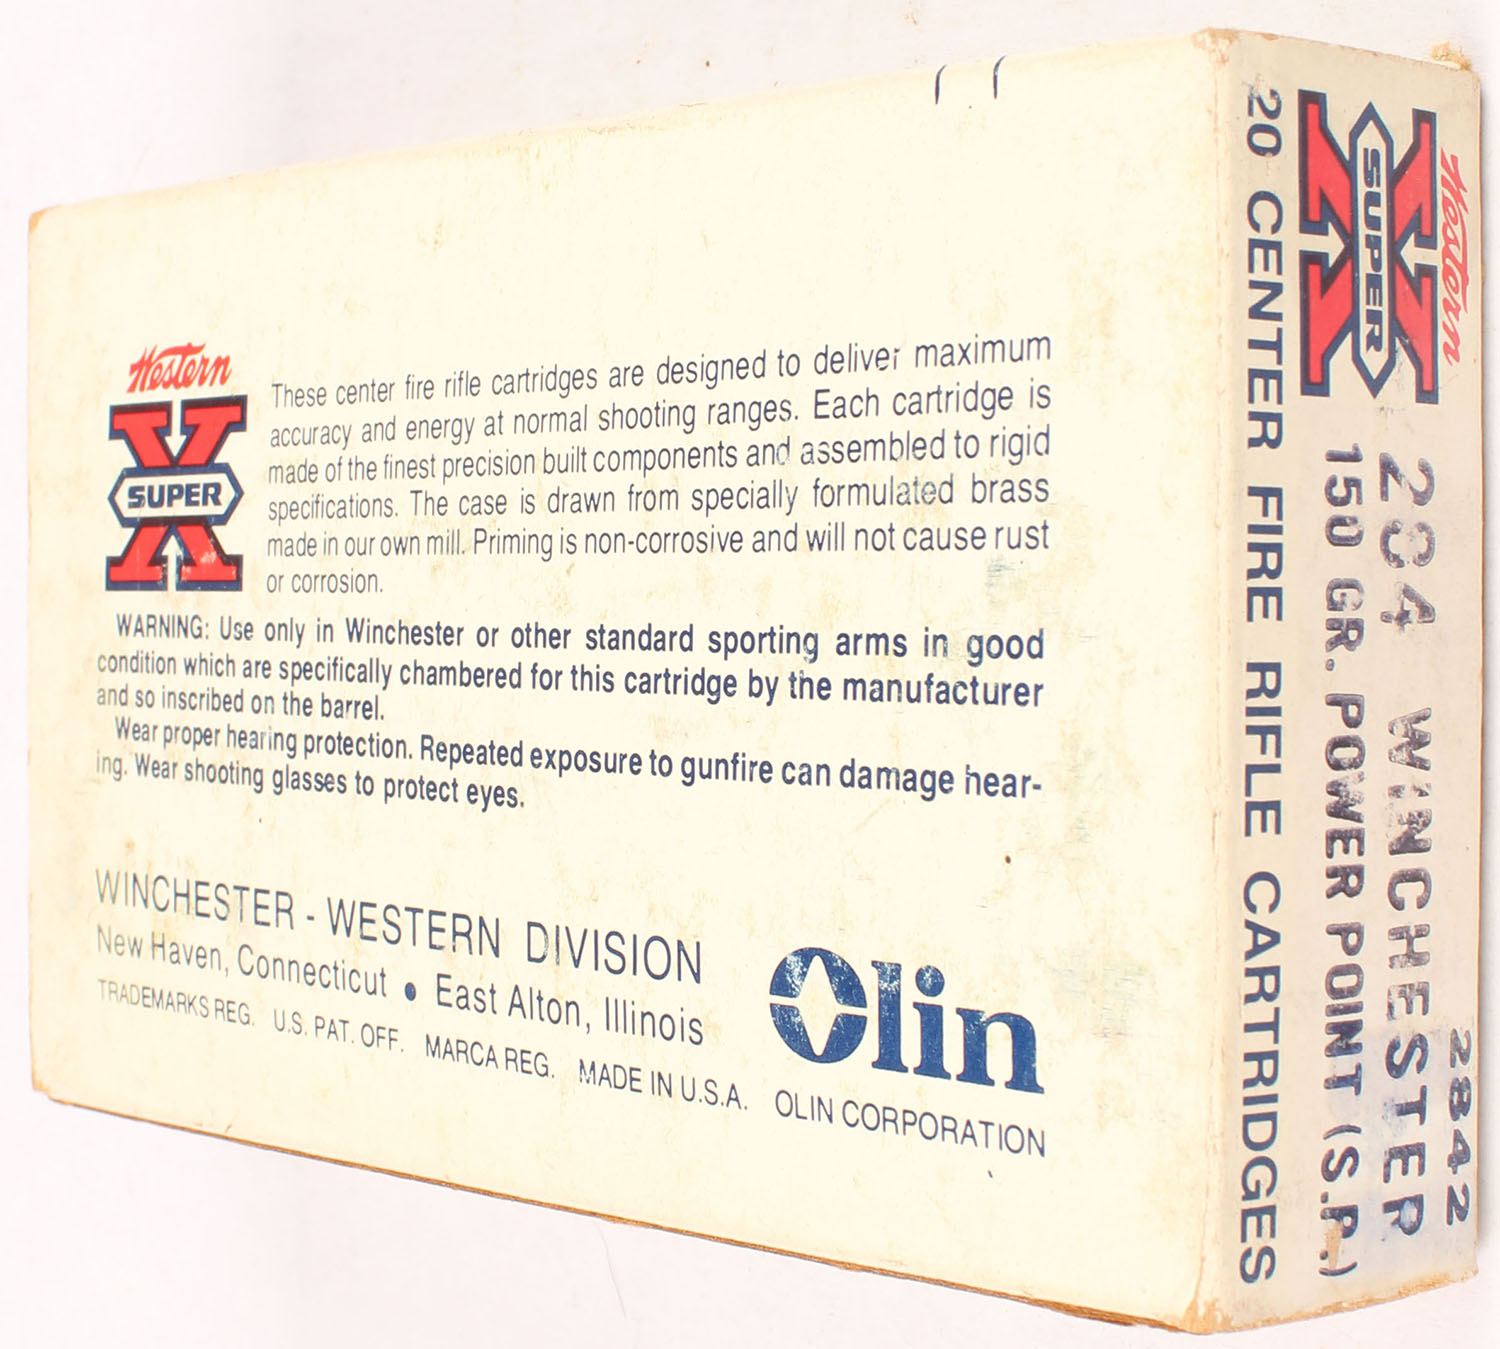 Western
SUPER
X
These center fire rifle cartridges are designed to deliver maximum
accuracy and energy at normal shooting ranges. Each cartridge is
made of the finest precision built components and assembled to rigid
specifications. The case is drawn from specially formulated brass
made in our own mill. Priming is non-corrosive and will not cause rust
or corrosion.
WARNING: Use only in Winchester or other standard sporting arms in good
condition which are specifically chambered for this cartridge by the manufacturer
and so inscribed on the barrel.
Wear proper hearing protection. Repeated exposure to gunfire can damage hear-
ing. Wear shooting glasses to protect eyes.
WINCHESTER - WESTERN DIVISION
New Haven, Connecticut • East Alton, Illinois
TRADEMARKS REG. U.S. PAT. OFF. MARCA REG. MADE IN U.S.A. OLIN CORPORATION
Olin
Western
SUPER
X
2842
284 WINCHESTER
150 GR. POWER POINT (S.P.)
20 CENTER FIRE RIFLE CARTRIDGES